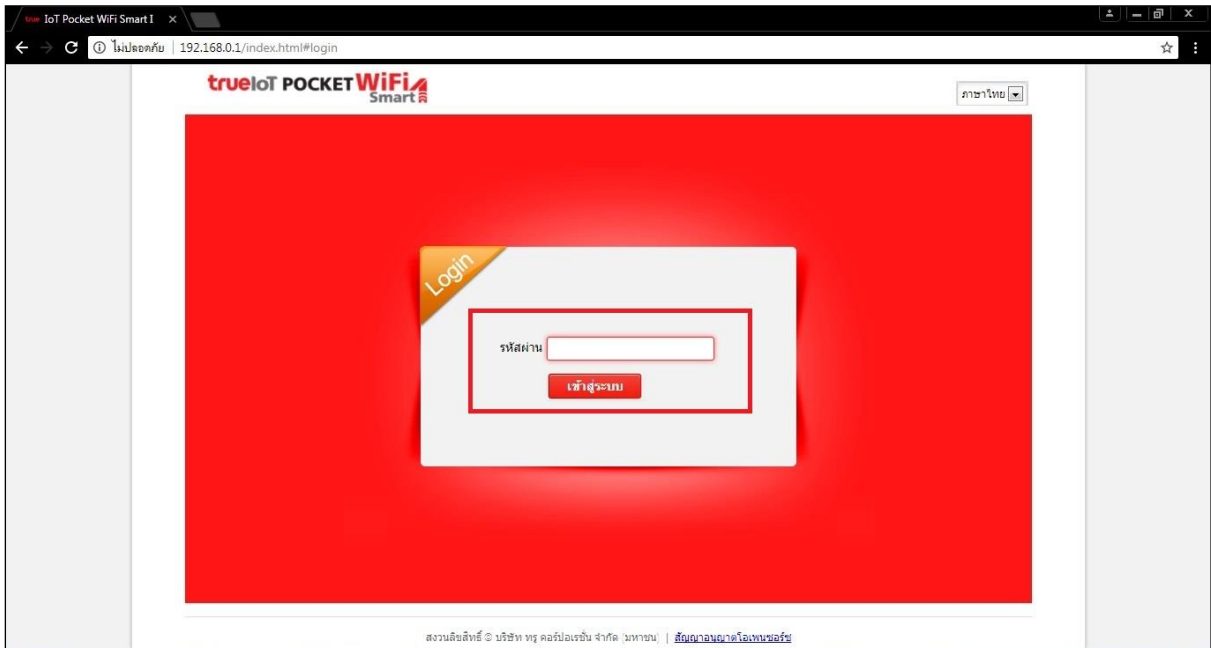 true IoT Pocket WiFi Smart I
ไม่ปลอดภัย | 192.168.0.1/index.html#login
trueIoT POCKET WiFi Smart
ภาษาไทย
Login
รหัสผ่าน
เข้าสู่ระบบ
สงวนลิขสิทธิ์ © บริษัท ทรู คอร์ปอเรชั่น จำกัด (มหาชน) | สัญญาอนุญาตโอเพนซอร์ซ